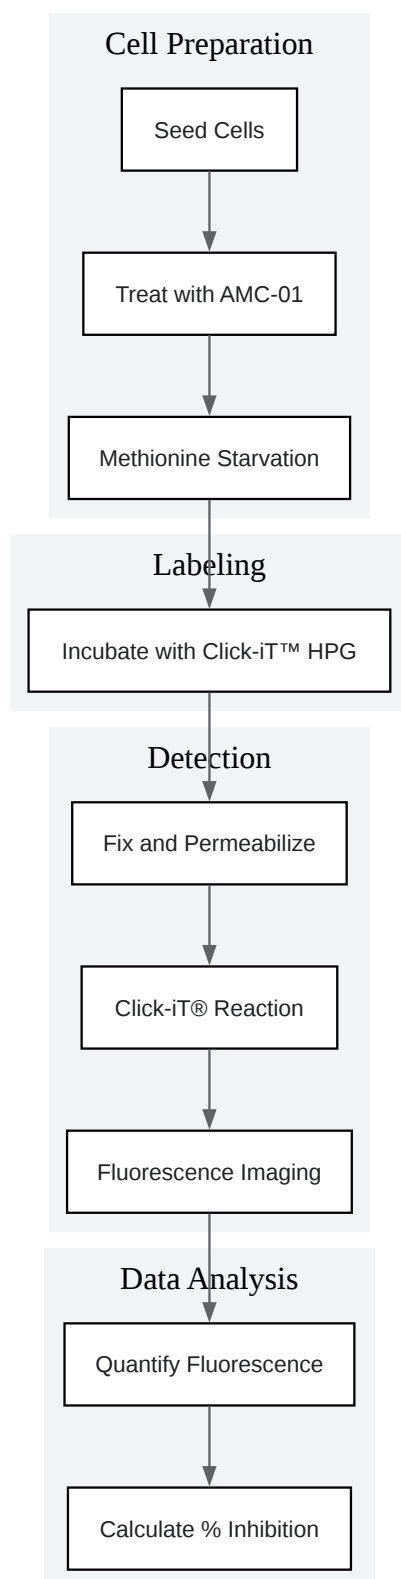 Cell Preparation
Seed Cells
Treat with AMC-01
Methionine Starvation
Labeling
Incubate with Click-iT™ HPG
Detection
Fix and Permeabilize
Click-iT® Reaction
Fluorescence Imaging
Data Analysis
Quantify Fluorescence
Calculate % Inhibition